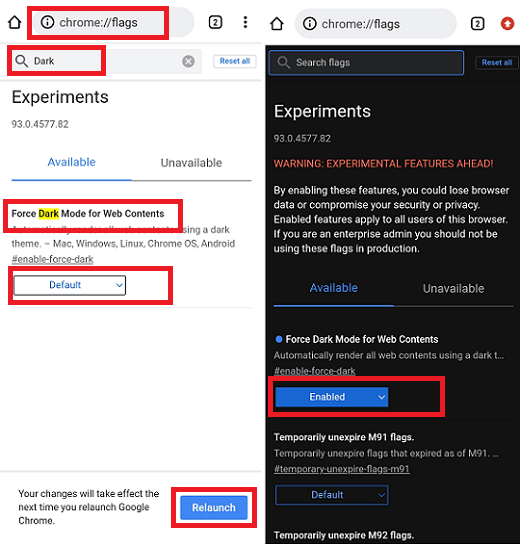 chrome://flags
2
Dark
Reset all
Experiments
93.0.4577.82
Available
Unavailable
Force Dark Mode for Web Contents
Automatically render all web contents using a dark
theme. – Mac, Windows, Linux, Chrome OS, Android
#enable-force-dark
Default
Your changes will take effect the
next time you relaunch Google
Chrome.
Relaunch
chrome://flags
2
Search flags
Reset all
Experiments
93.0.4577.82
WARNING: EXPERIMENTAL FEATURES AHEAD!
By enabling these features, you could lose browser
data or compromise your security or privacy.
Enabled features apply to all users of this browser.
If you are an enterprise admin you should not be
using these flags in production.
Available
Unavailable
Force Dark Mode for Web Contents
Automatically render all web contents using a dark t...
#enable-force-dark
Enabled
Temporarily unexpire M91 flags.
Temporarily unexpire flags that expired as of M91. ...
#temporary-unexpire-flags-m91
Default
Temporarily unexpire M92 flags.